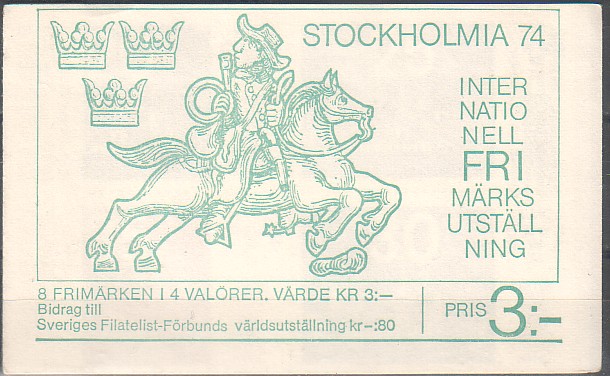 STOCKHOLMIA 74
INTER
NATIO
NELL
FRI
MÄRKS
UTSTÄLL
NING
8 FRIMÄRKEN I 4 VALÖRER. VÄRDE KR 3:—
Bidrag till
Sveriges Filatelist-Förbunds världsutställning kr–:80
PRIS 3:-